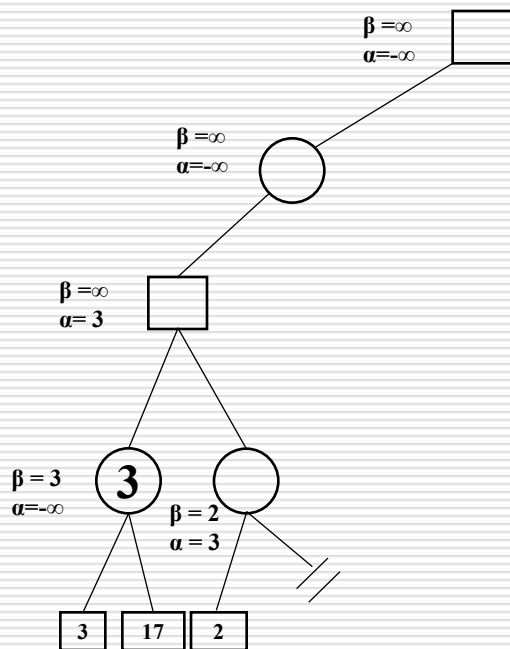 β =∞
α=-∞
β =∞
α=-∞
β =∞
α= 3
β = 3
α=-∞
3
β = 2
α = 3
3
17
2